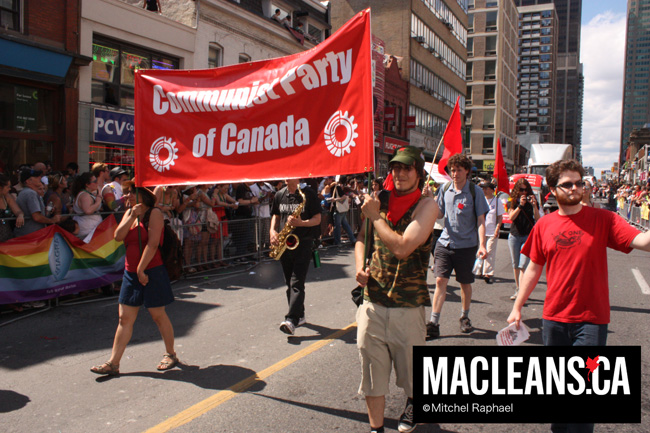 Communist Party
of Canada
PCV
MACLEANS.CA
©Mitchel Raphael